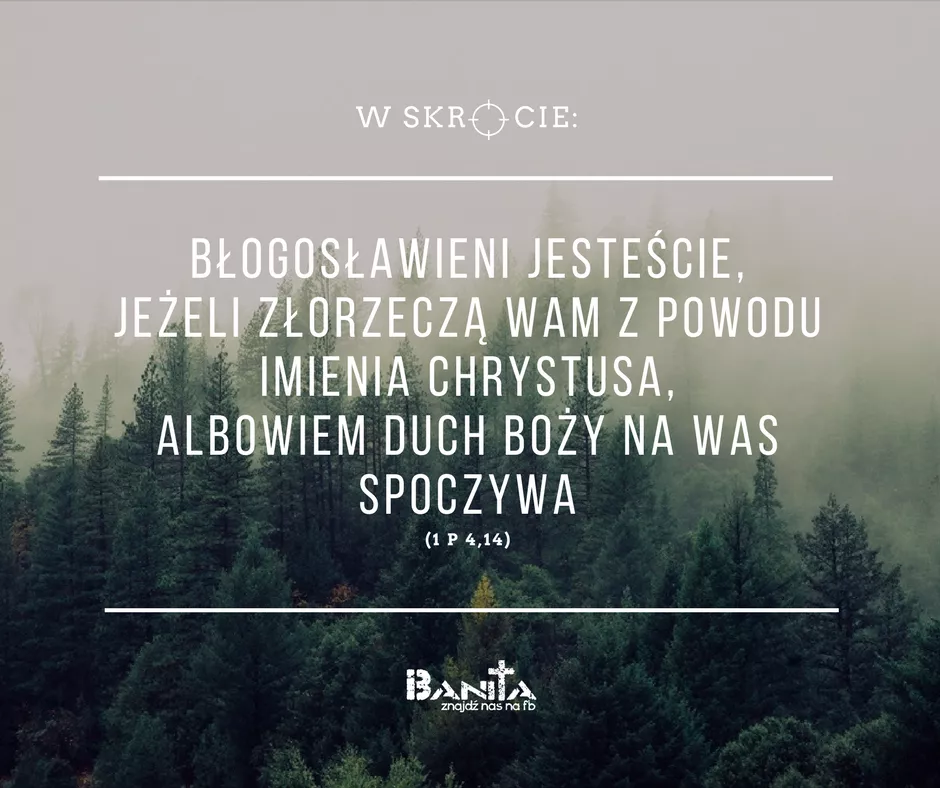 W SKRÓCIE:
BŁOGOSŁAWIENI JESTEŚCIE,
JEŻELI ZŁORZECZĄ WAM Z POWODU
IMIENIA CHRYSTUSA,
ALBOWIEM DUCH BOŻY NA WAS
SPOCZYWA
(1 P 4,14)
BANITA
znajdź nas na fb